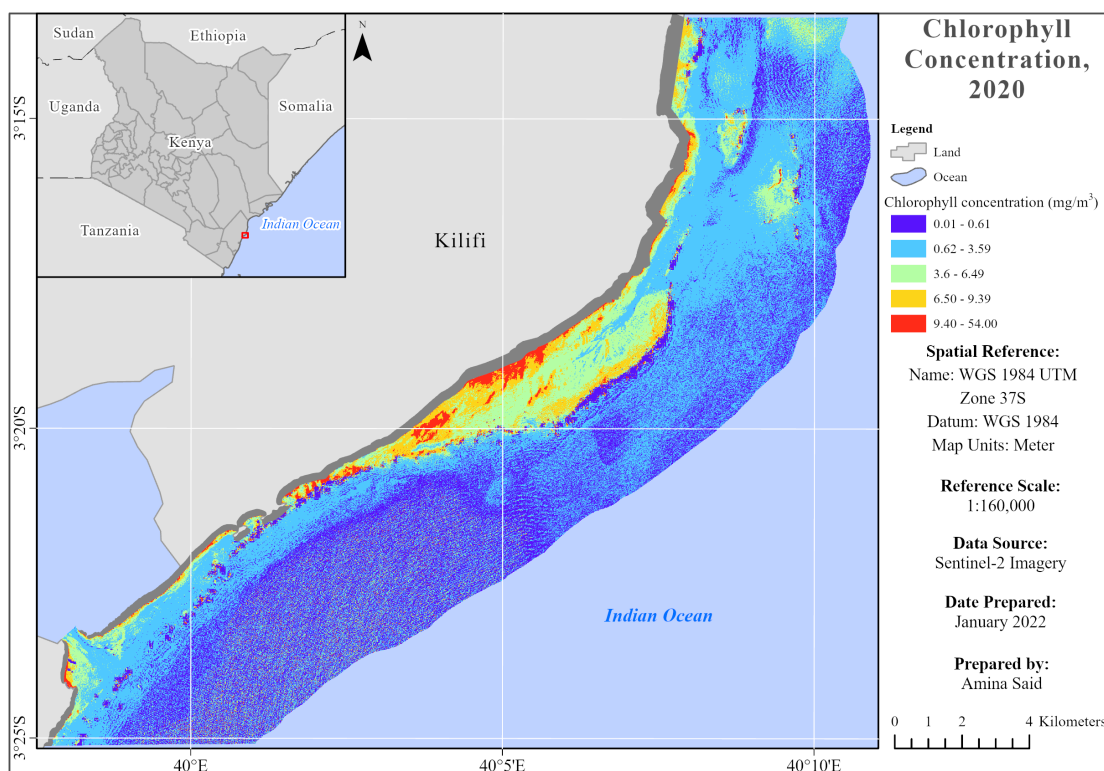 Chlorophyll
Concentration,
2020
Legend
Land
Ocean
Chlorophyll concentration (mg/m³)
0.01 - 0.61
0.62 - 3.59
3.6 - 6.49
6.50 - 9.39
9.40 - 54.00
Spatial Reference:
Name: WGS 1984 UTM
Zone 37S
Datum: WGS 1984
Map Units: Meter
Reference Scale:
1:160,000
Data Source:
Sentinel-2 Imagery
Date Prepared:
January 2022
Prepared by:
Amina Said
0 1 2 4 Kilometers
Sudan
Ethiopia
Uganda
Somalia
Kenya
Tanzania
Indian Ocean
N
Kilifi
Indian Ocean
3°15'S
3°20'S
3°25'S
40°E
40°5'E
40°10'E